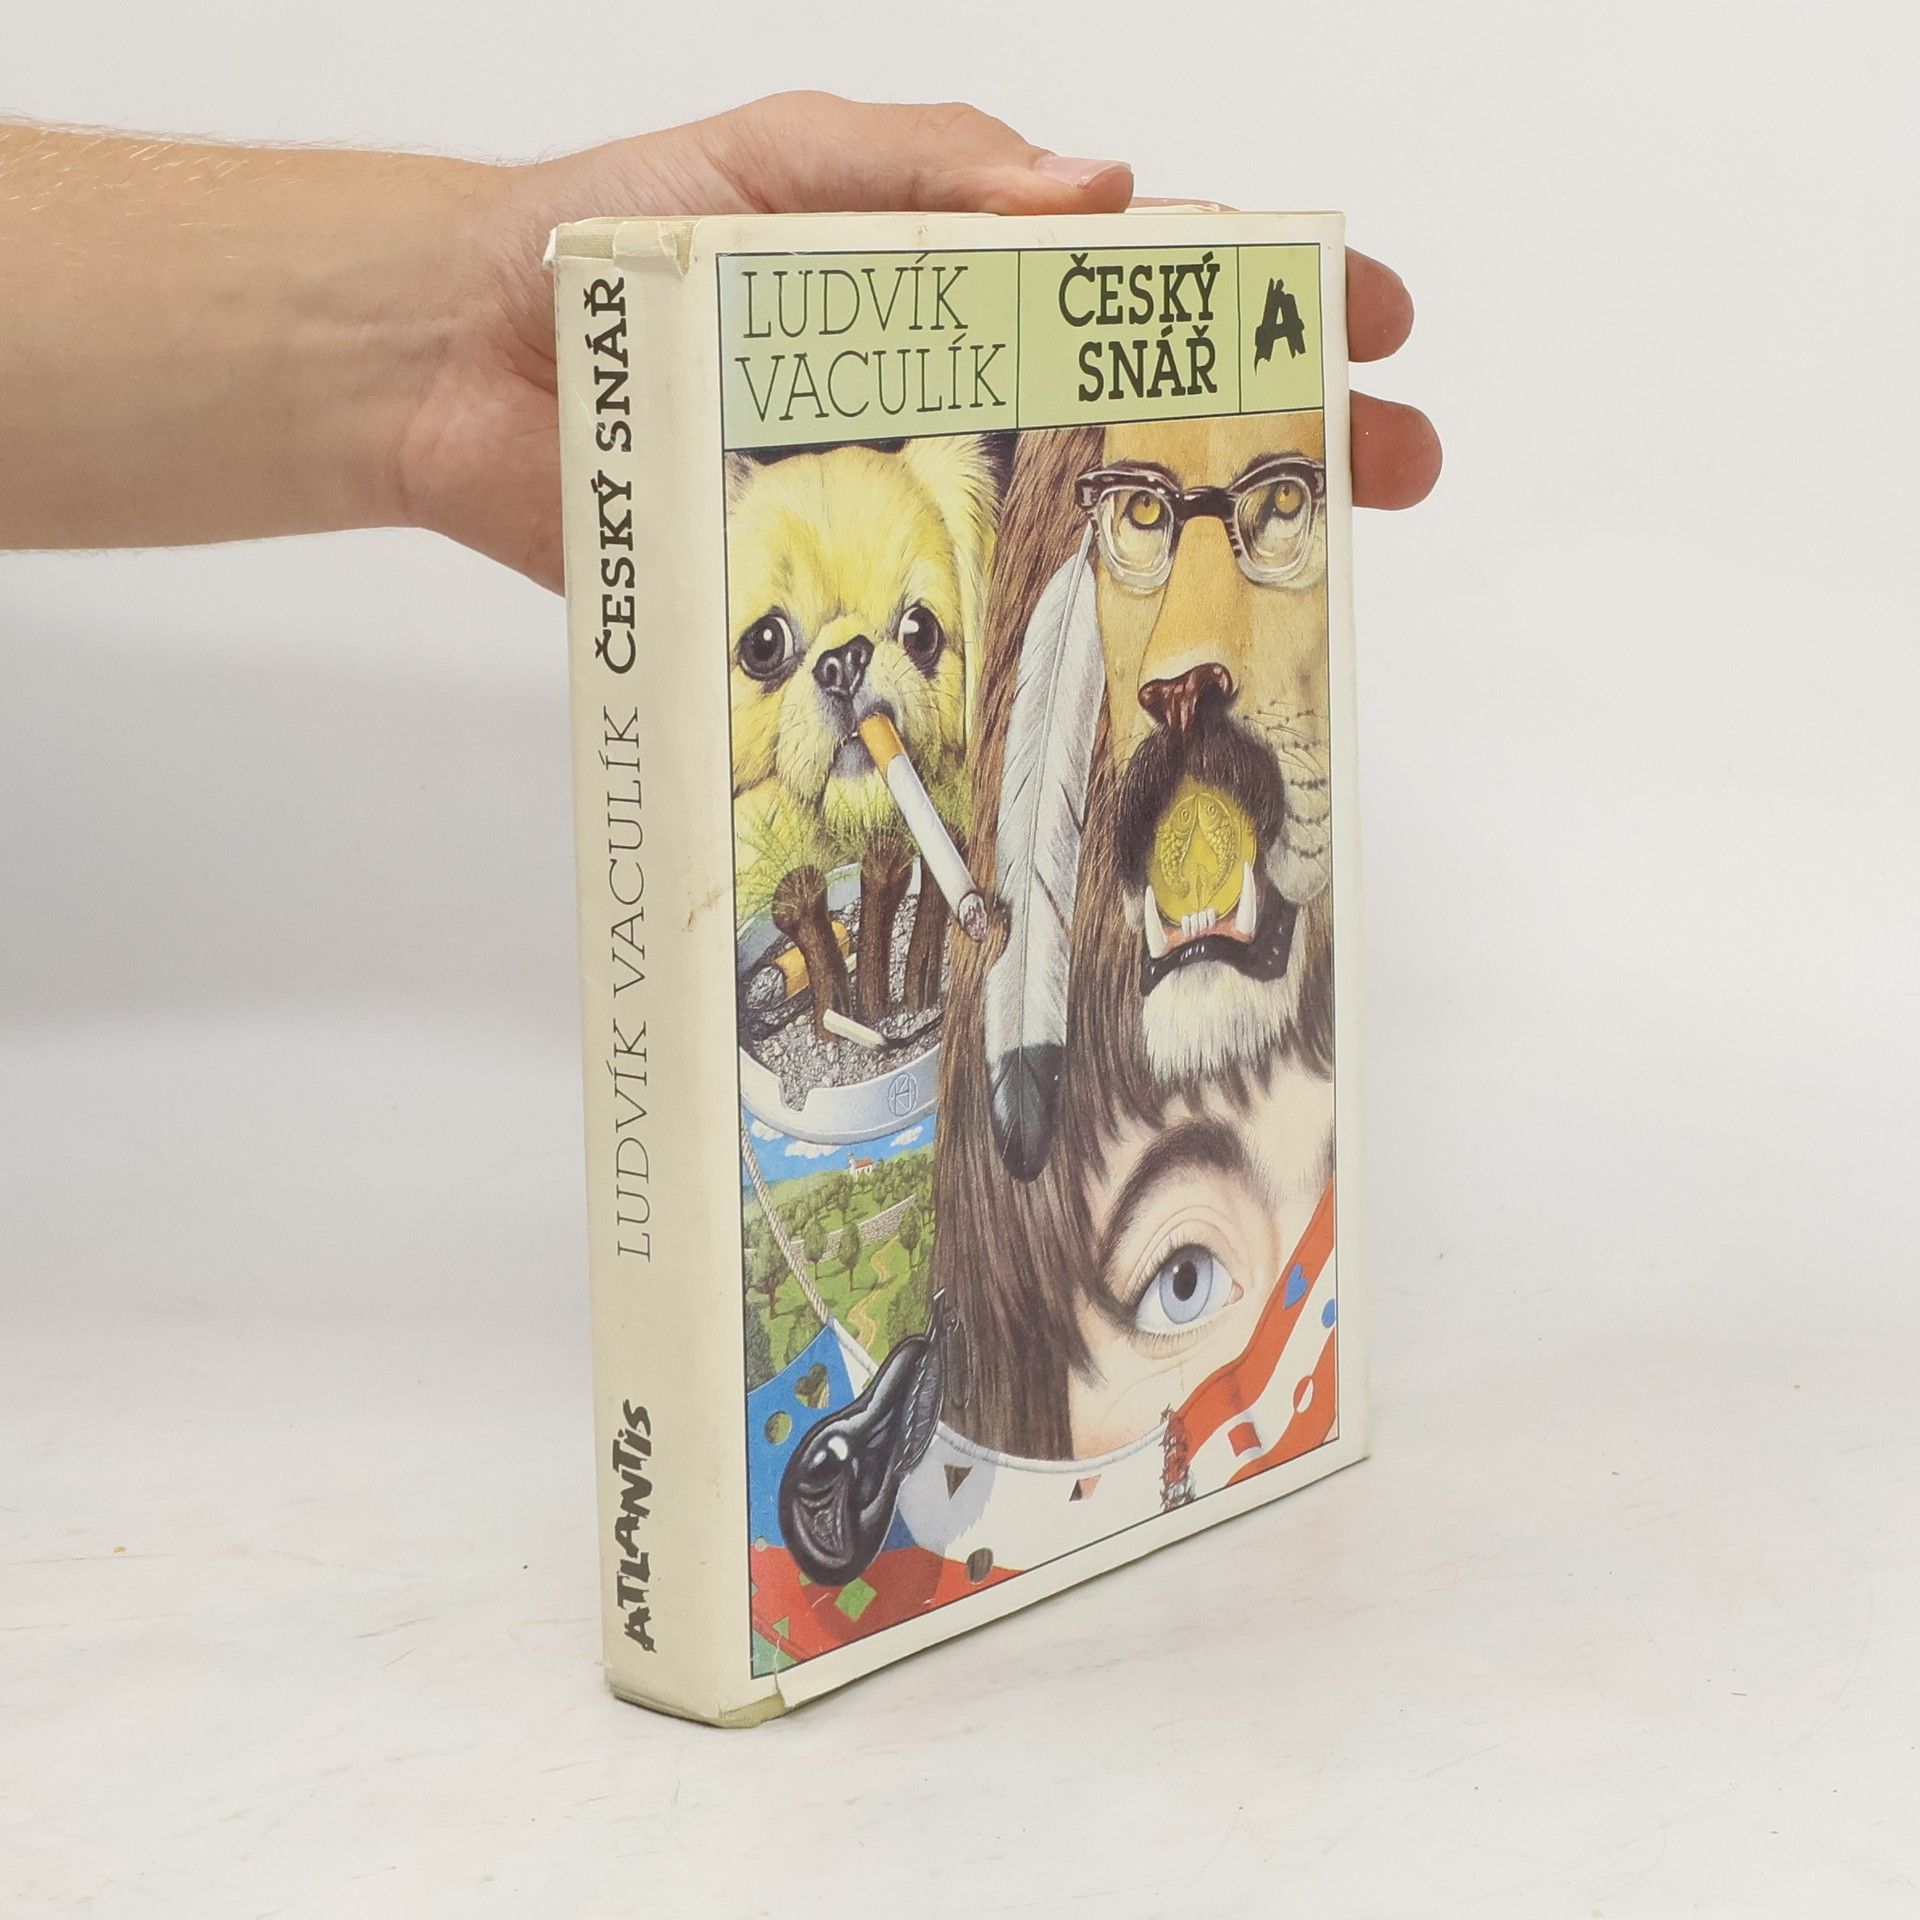 LUDVÍK
VACULÍK
ČESKÝ
SNÁŘ
A
LUDVÍK VACULÍK ČESKÝ SNÁŘ
ATLANTiS